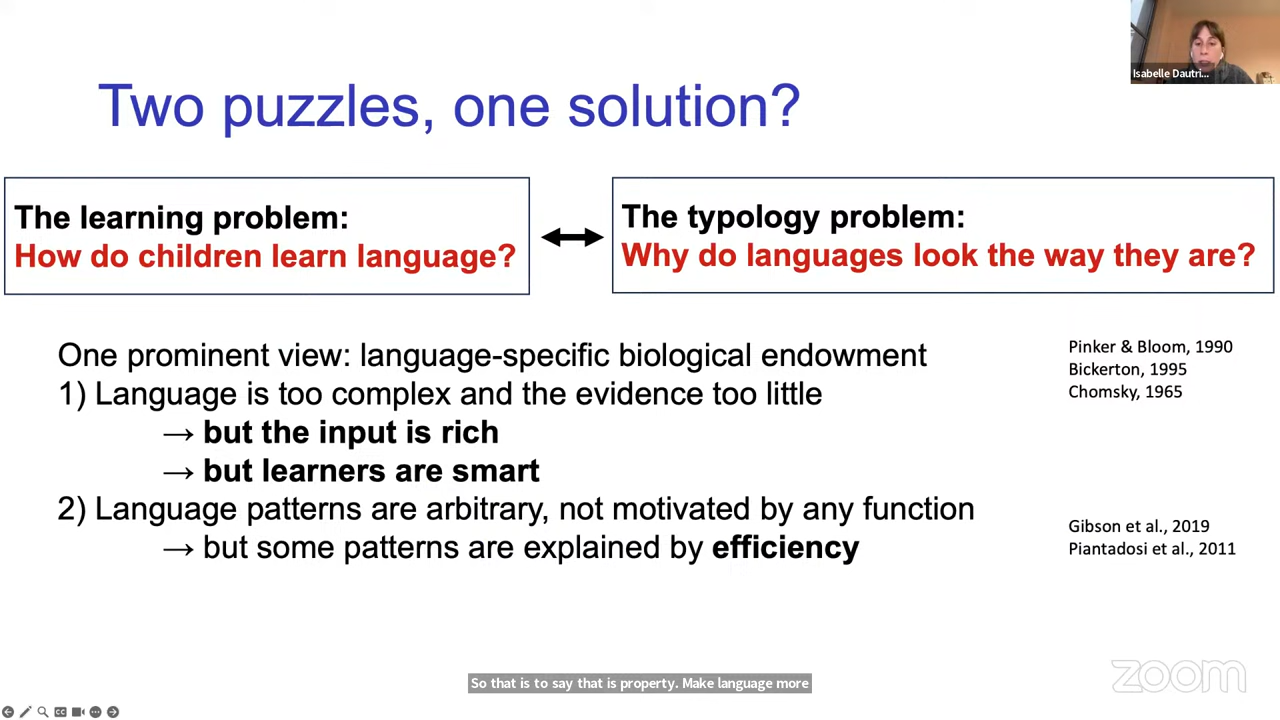 Isabelle Dautri...
Two puzzles, one solution?
The learning problem:
How do children learn language?
The typology problem:
Why do languages look the way they are?
One prominent view: language-specific biological endowment
1) Language is too complex and the evidence too little
→ but the input is rich
→ but learners are smart
2) Language patterns are arbitrary, not motivated by any function
→ but some patterns are explained by efficiency
Pinker & Bloom, 1990
Bickerton, 1995
Chomsky, 1965
Gibson et al., 2019
Piantadosi et al., 2011
So that is to say that is property. Make language more
zoom